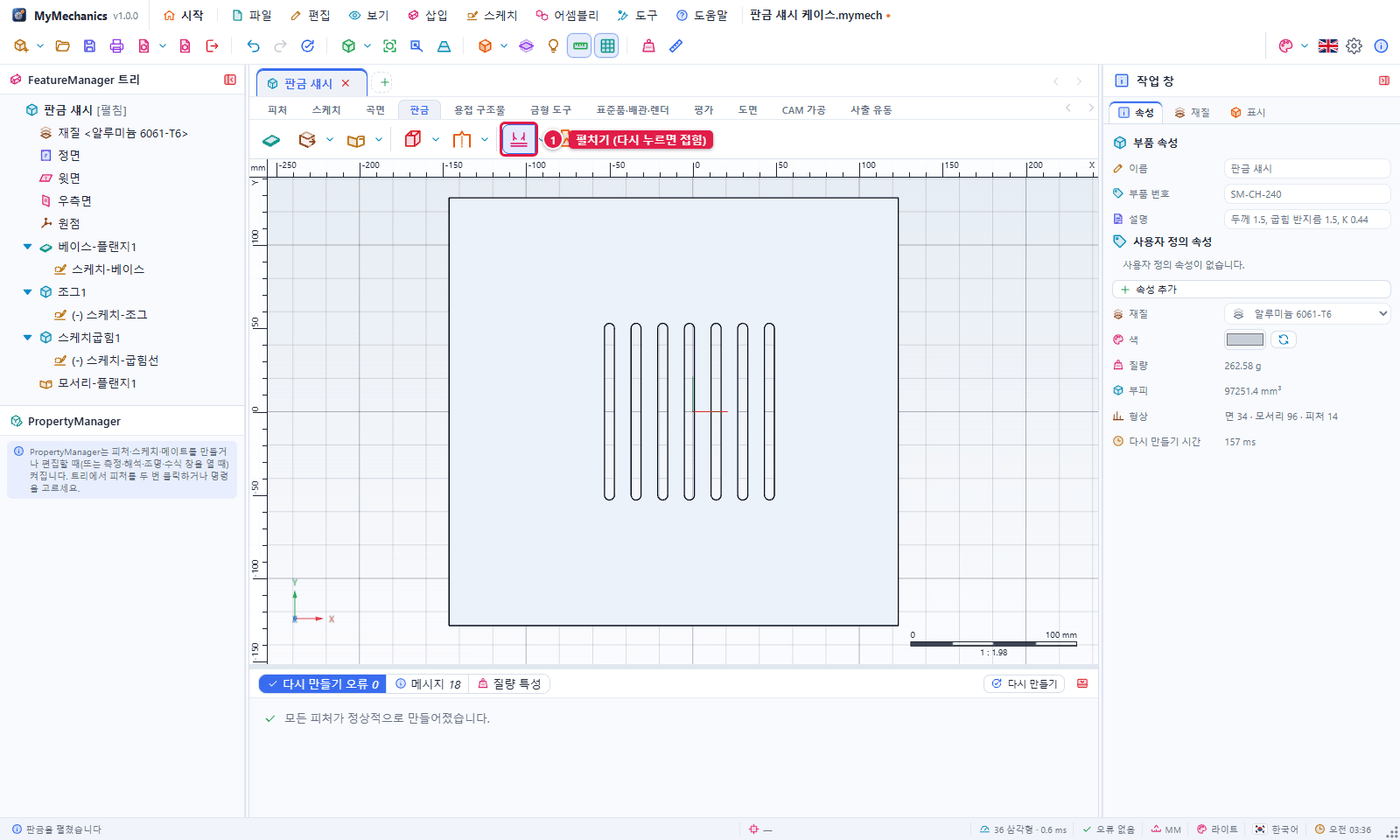 MyMechanics v1.0.0
시작
파일
편집
보기
삽입
스케치
어셈블리
도구
도움말
판금 섀시 케이스.mymech
FeatureManager 트리
판금 섀시 [펼침]
재질 <알루미늄 6061-T6>
정면
윗면
우측면
원점
베이스-플랜지1
스케치-베이스
조그1
(-) 스케치-조그
스케치굽힘1
(-) 스케치-굽힘선
모서리-플랜지1
PropertyManager
PropertyManager는 피처·스케치·메이트를 만들거
나 편집할 때(또는 측정·해석·조명·수식 창을 열 때)
켜집니다. 트리에서 피처를 두 번 클릭하거나 명령
을 고르세요.
판금 섀시
피처
스케치
곡면
판금
용접 구조물
금형 도구
표준품·배관·렌더
평가
도면
CAM 가공
사출 유동
1 펼치기 (다시 누르면 접힘)
mm -250 -200 -150 -100 -50 0 50 100 150 200 X
Y
100
50
0
-50
-100
-150
Y
X
0 100 mm
1 : 1.98
다시 만들기 오류 0
메시지 18
질량 특성
다시 만들기
모든 피처가 정상적으로 만들어졌습니다.
작업 창
속성
재질
표시
부품 속성
이름 판금 섀시
부품 번호 SM-CH-240
설명 두께 1.5, 굽힘 반지름 1.5, K 0.44
사용자 정의 속성
사용자 정의 속성이 없습니다.
속성 추가
재질 알루미늄 6061-T6
색
질량 262.58 g
부피 97251.4 mm³
형상 면 34 · 모서리 96 · 피처 14
다시 만들기 시간 157 ms
판금을 펼쳤습니다
—
36 삼각형 · 0.6 ms
오류 없음
MM
라이트
한국어
오전 03:36